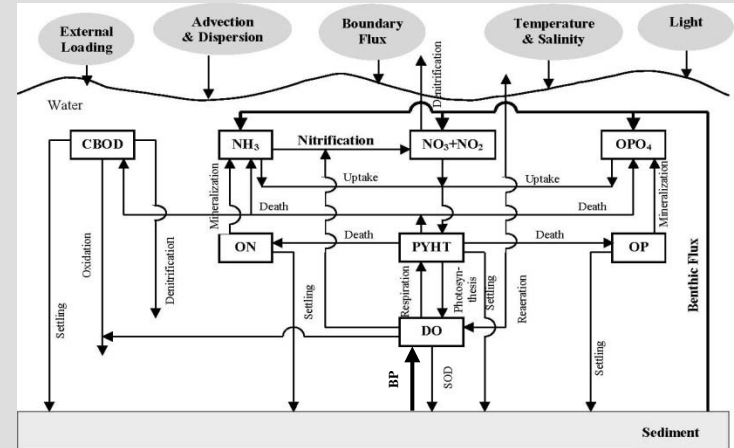 External
Loading
Advection
& Dispersion
Boundary
Flux
Temperature
& Salinity
Light
Water
Denitrification
CBOD
NH₃
Nitrification
NO₃+NO₂
OPO₄
Uptake
Uptake
Mineralization
Mineralization
Death
Death
ON
Death
PYHT
Death
OP
Oxidation
Denitrification
Settling
Settling
Respiration
Photosyn-
thesis
Settling
Reaeration
Settling
Benthic Flux
DO
BP
SOD
Sediment